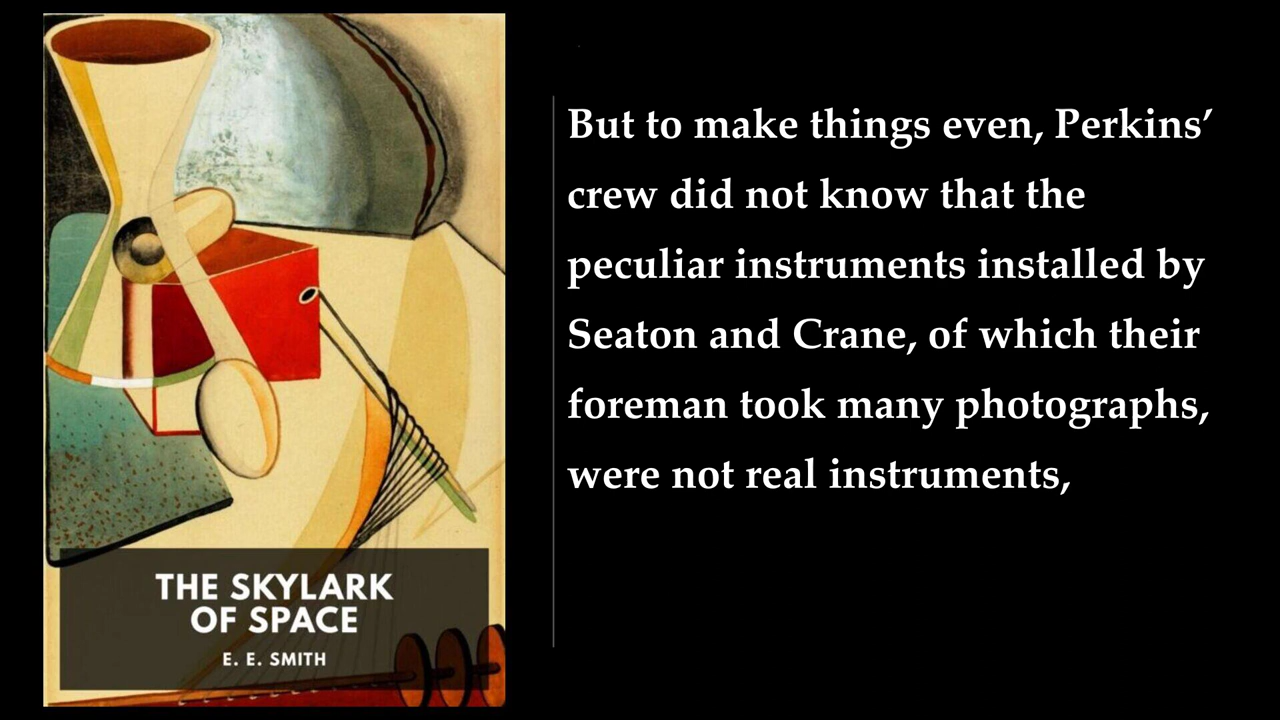 THE SKYLARK
OF SPACE
E. E. SMITH
But to make things even, Perkins’
crew did not know that the
peculiar instruments installed by
Seaton and Crane, of which their
foreman took many photographs,
were not real instruments,